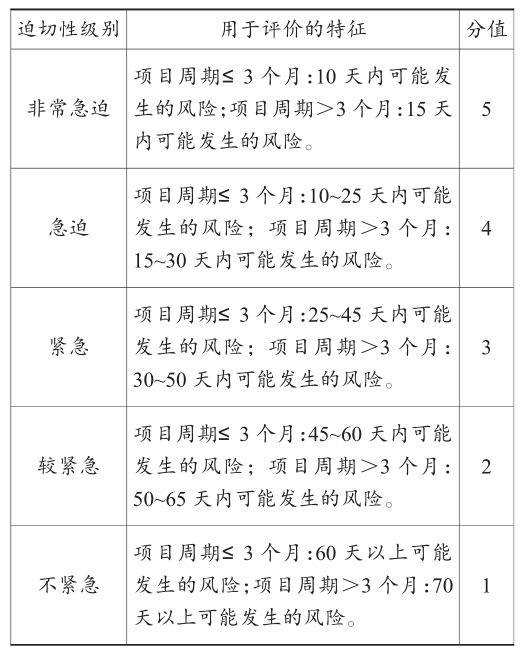 迫切性级别 用于评价的特征 分值
非常急迫 项目周期≤ 3 个月:10 天内可能发
生的风险;项目周期>3 个月:15 天
内可能发生的风险。 5
急迫 项目周期≤ 3 个月:10~25 天内可能
发生的风险; 项目周期>3 个月:
15~30 天内可能发生的风险。 4
紧急 项目周期≤ 3 个月:25~45 天内可能
发生的风险; 项目周期>3 个月:
30~50 天内可能发生的风险。 3
较紧急 项目周期≤ 3 个月:45~60 天内可能
发生的风险; 项目周期>3 个月:
50~65 天内可能发生的风险。 2
不紧急 项目周期≤ 3 个月:60 天以上可能
发生的风险;项目周期>3 个月:70
天以上可能发生的风险。 1